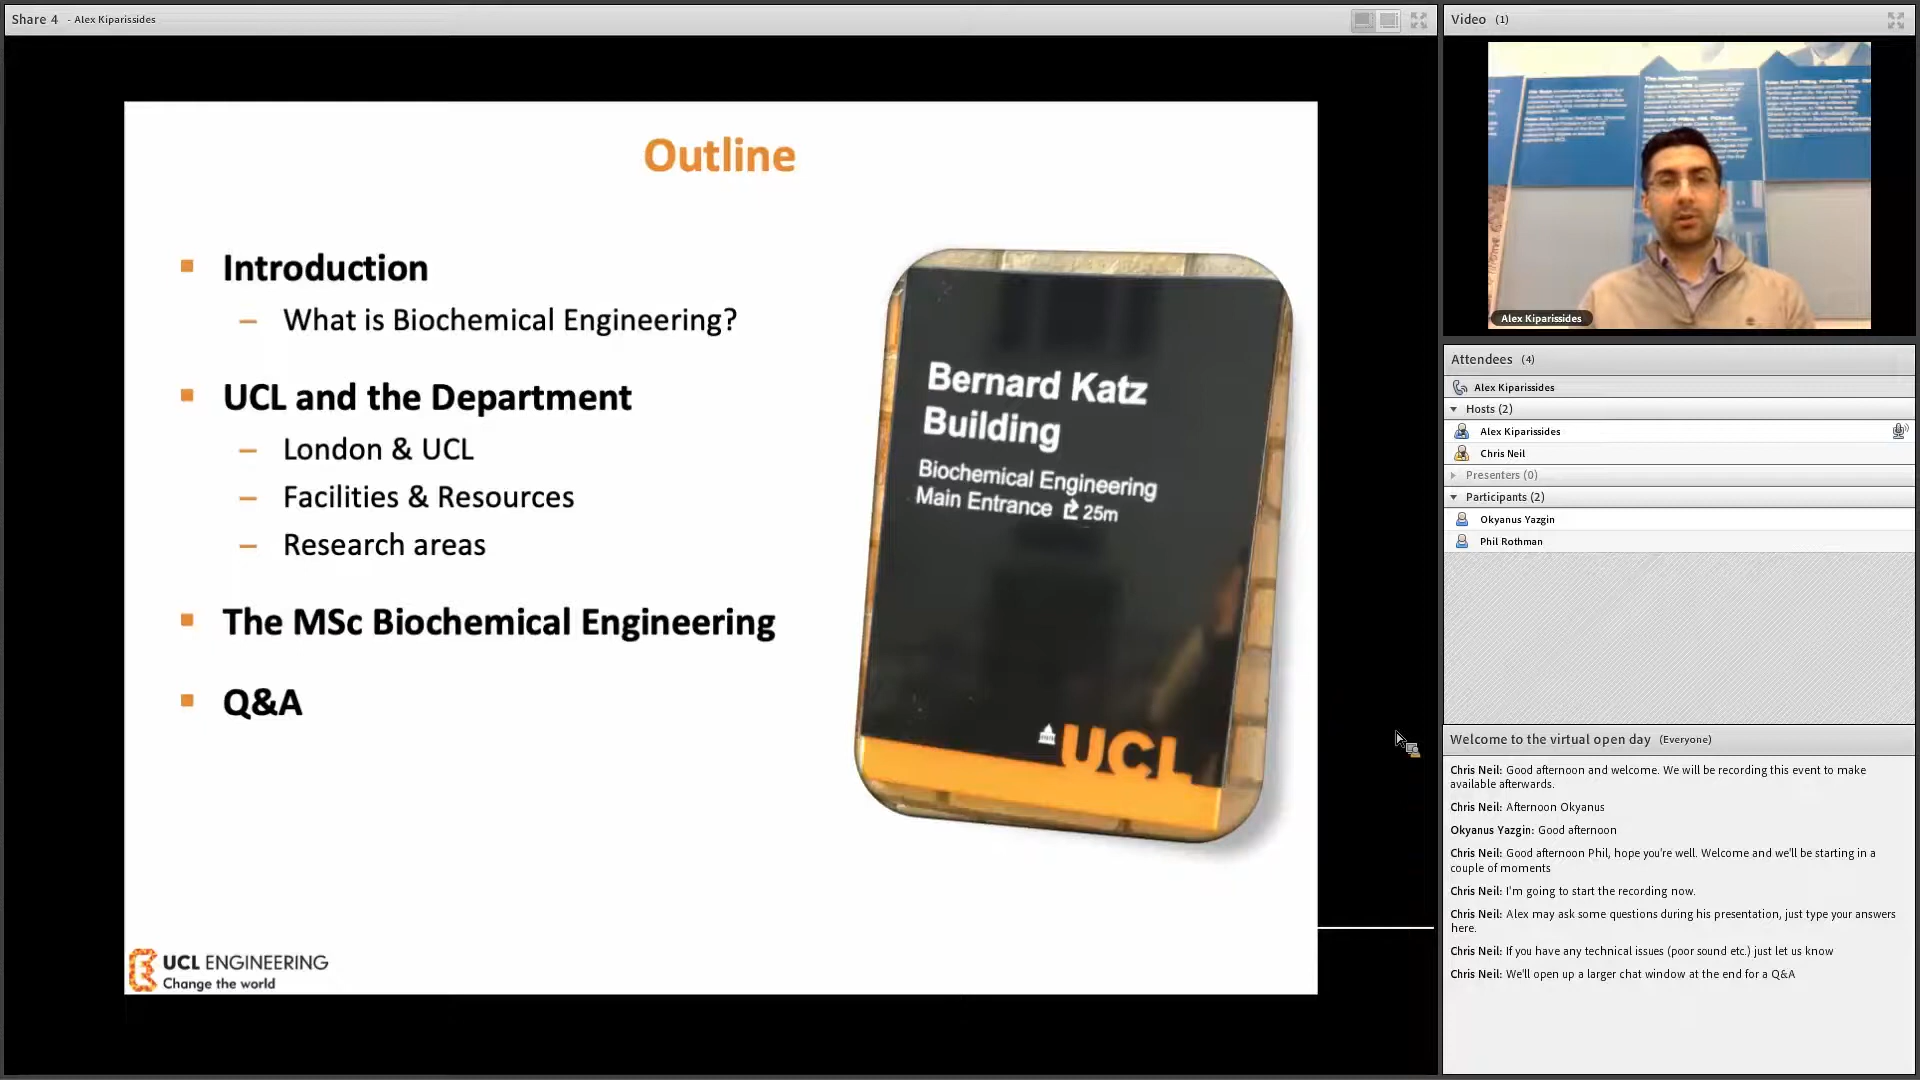 Share 4 - Alex Kiparissides
Outline
Introduction
– What is Biochemical Engineering?
UCL and the Department
– London & UCL
– Facilities & Resources
– Research areas
The MSc Biochemical Engineering
Q&A
Bernard Katz
Building
Biochemical Engineering
Main Entrance 25m
UCL
UCL ENGINEERING
Change the world
Video (1)
The Researchers
Alex Kiparissides
Attendees (4)
Alex Kiparissides
Hosts (2)
Alex Kiparissides
Chris Neil
Presenters (0)
Participants (2)
Okyanus Yazgin
Phil Rothman
Welcome to the virtual open day (Everyone)
Chris Neil: Good afternoon and welcome. We will be recording this event to make
available afterwards.
Chris Neil: Afternoon Okyanus
Okyanus Yazgin: Good afternoon
Chris Neil: Good afternoon Phil, hope you're well. Welcome and we'll be starting in a
couple of moments
Chris Neil: I'm going to start the recording now.
Chris Neil: Alex may ask some questions during his presentation, just type your answers
here.
Chris Neil: If you have any technical issues (poor sound etc.) just let us know
Chris Neil: We'll open up a larger chat window at the end for a Q&A